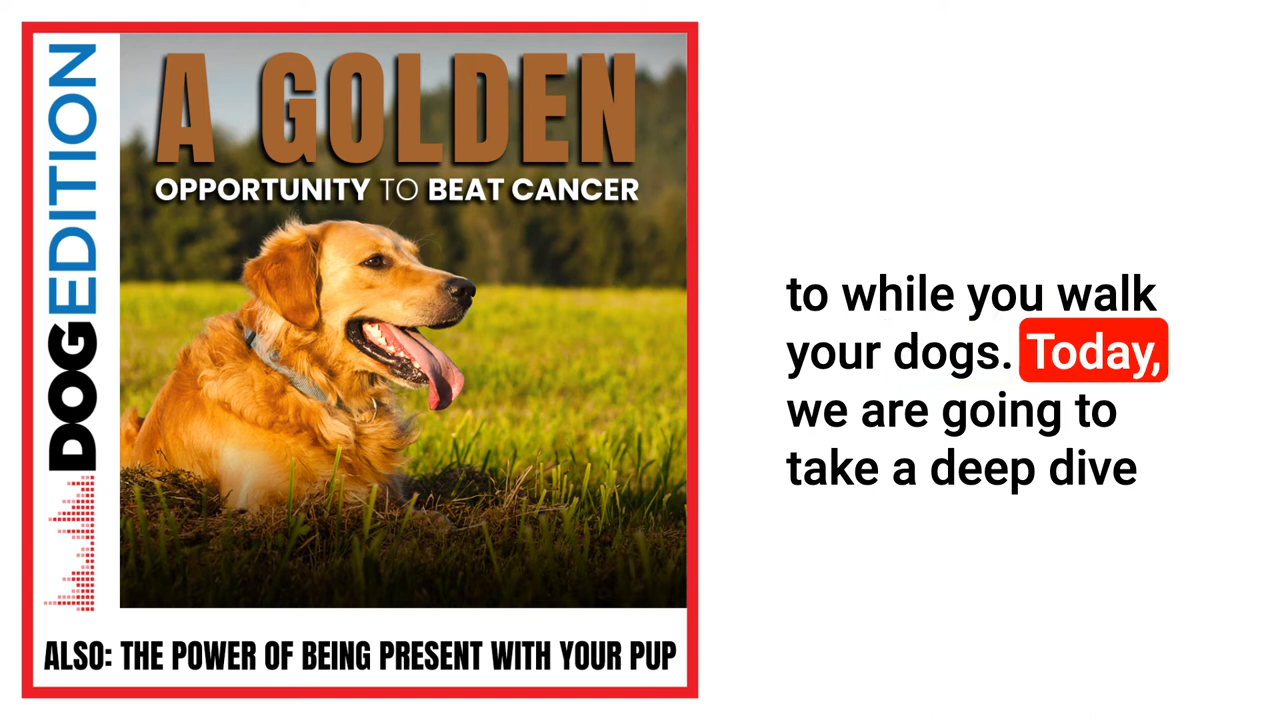 DOGEDITION
A GOLDEN
OPPORTUNITY TO BEAT CANCER
ALSO: THE POWER OF BEING PRESENT WITH YOUR PUP
to while you walk
your dogs. Today,
we are going to
take a deep dive